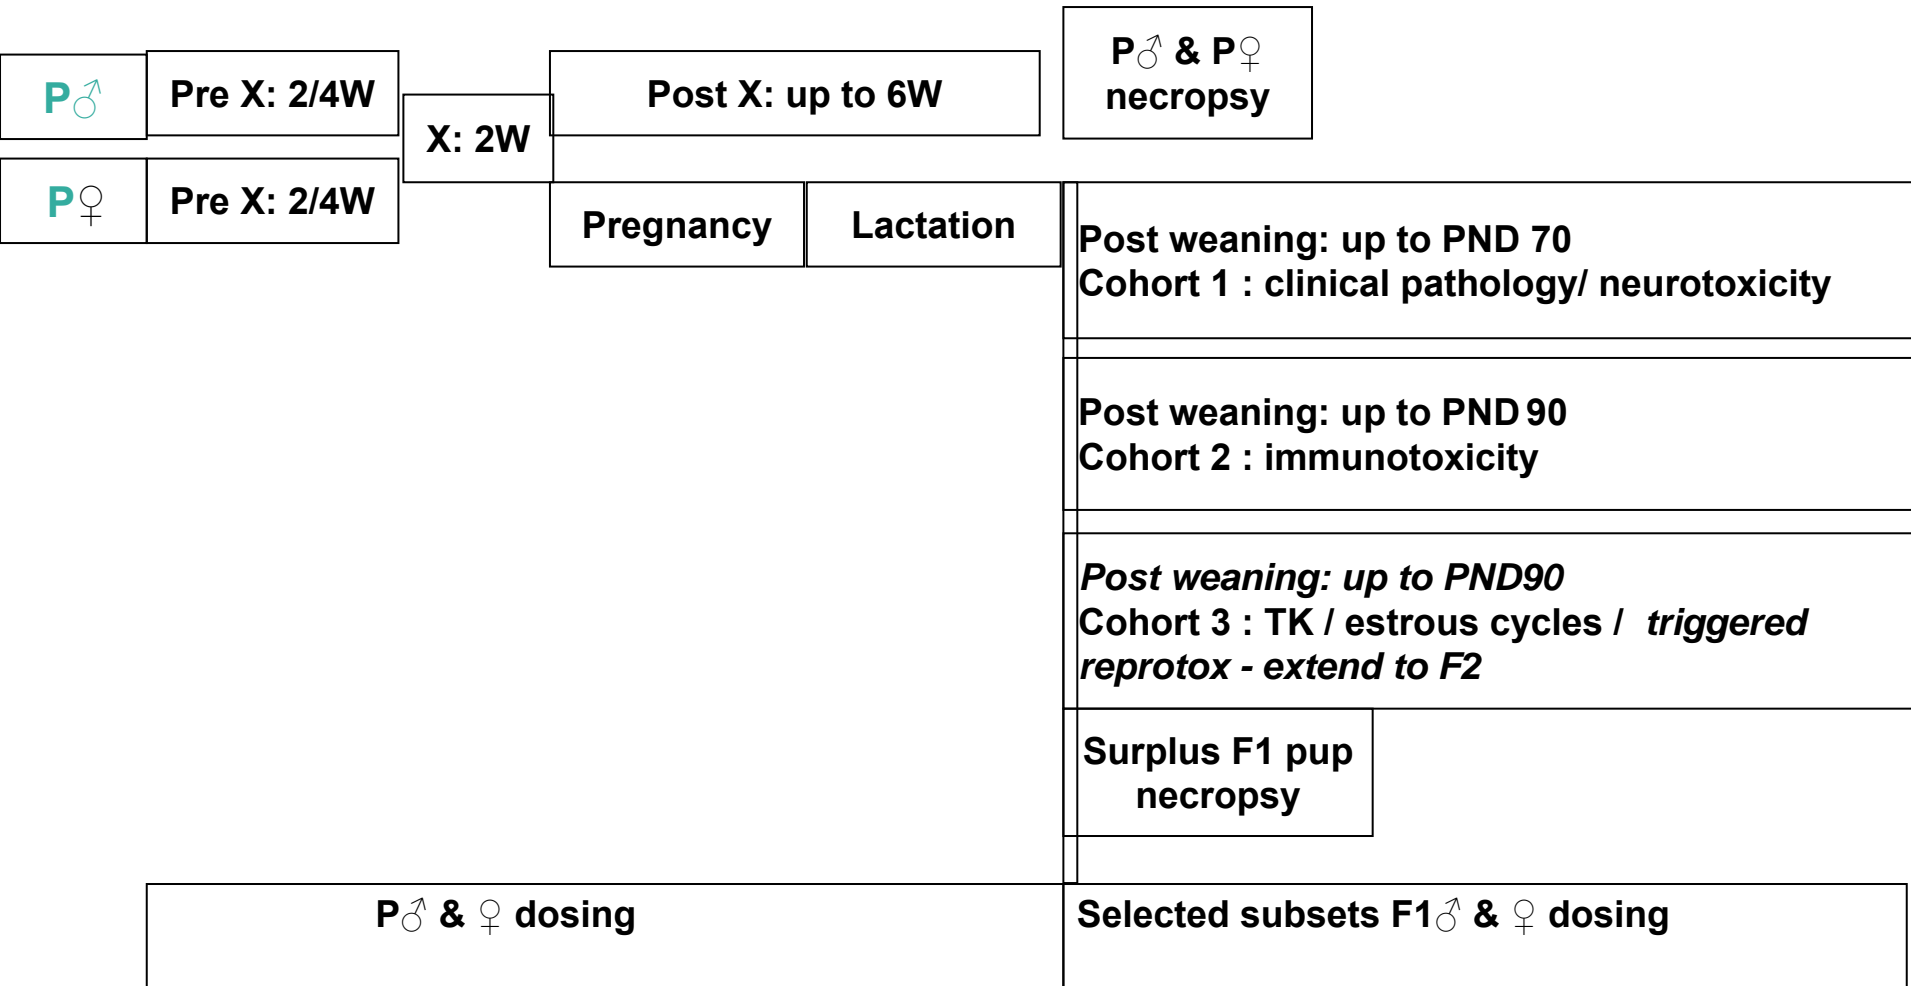 P♂ & P♀
necropsy
P♂
Pre X: 2/4W
Post X: up to 6W
X: 2W
P♀
Pre X: 2/4W
Pregnancy
Lactation
Post weaning: up to PND 70
Cohort 1 : clinical pathology/ neurotoxicity
Post weaning: up to PND 90
Cohort 2 : immunotoxicity
Post weaning: up to PND90
Cohort 3 : TK / estrous cycles / triggered
reprotox - extend to F2
Surplus F1 pup
necropsy
P♂ & ♀ dosing
Selected subsets F1♂ & ♀ dosing